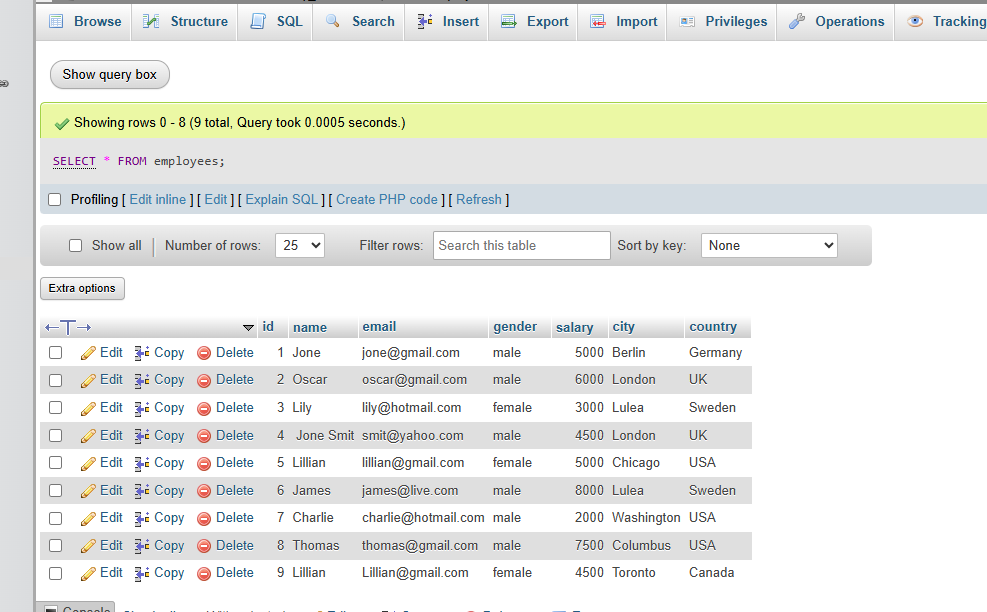 Browse Structure SQL Search Insert Export Import Privileges Operations Tracking
Show query box
Showing rows 0 - 8 (9 total, Query took 0.0005 seconds.)
SELECT * FROM employees;
Profiling [ Edit inline ] [ Edit ] [ Explain SQL ] [ Create PHP code ] [ Refresh ]
Show all Number of rows: 25 Filter rows: Search this table Sort by key: None
Extra options
id name email gender salary city country
Edit Copy Delete 1 Jone jone@gmail.com male 5000 Berlin Germany
Edit Copy Delete 2 Oscar oscar@gmail.com male 6000 London UK
Edit Copy Delete 3 Lily lily@hotmail.com female 3000 Lulea Sweden
Edit Copy Delete 4 Jone Smit smit@yahoo.com male 4500 London UK
Edit Copy Delete 5 Lillian lillian@gmail.com female 5000 Chicago USA
Edit Copy Delete 6 James james@live.com male 8000 Lulea Sweden
Edit Copy Delete 7 Charlie charlie@hotmail.com male 2000 Washington USA
Edit Copy Delete 8 Thomas thomas@gmail.com male 7500 Columbus USA
Edit Copy Delete 9 Lillian Lillian@gmail.com female 4500 Toronto Canada
Console